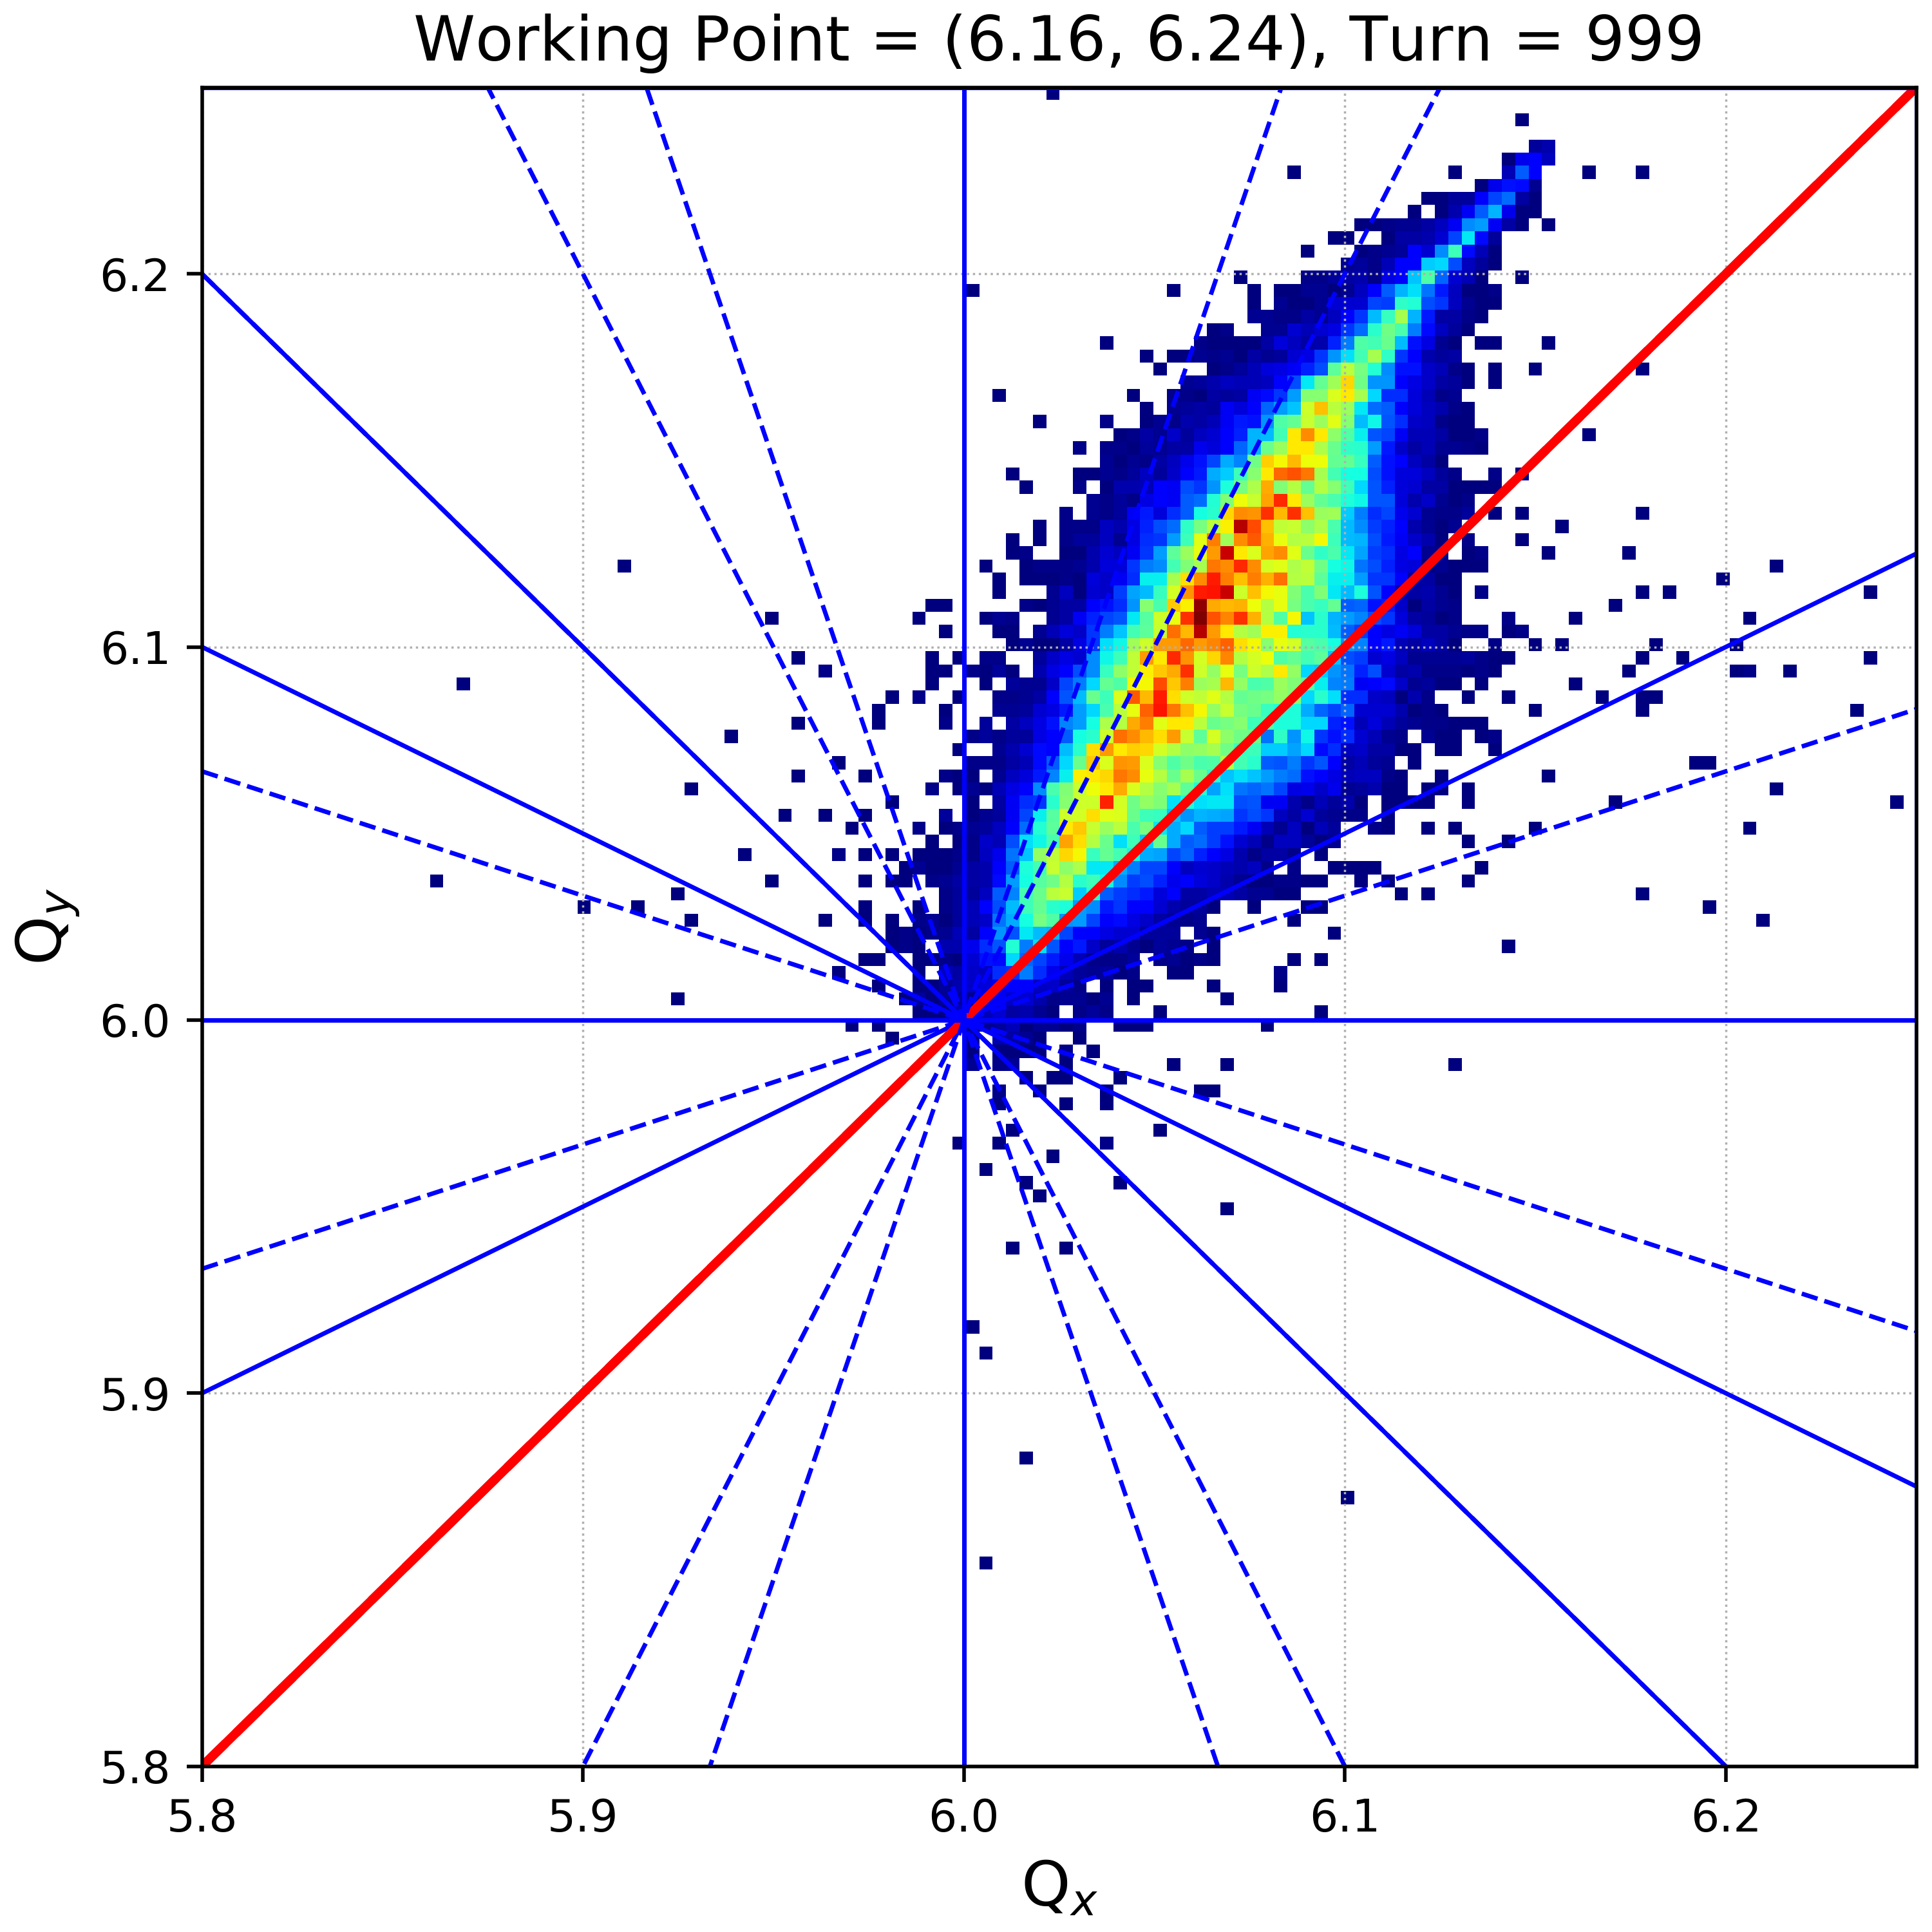 Working Point = (6.16, 6.24), Turn = 999
6.2
6.1
6.0
5.9
5.8
Qy
5.8 5.9 6.0 6.1 6.2
Qx